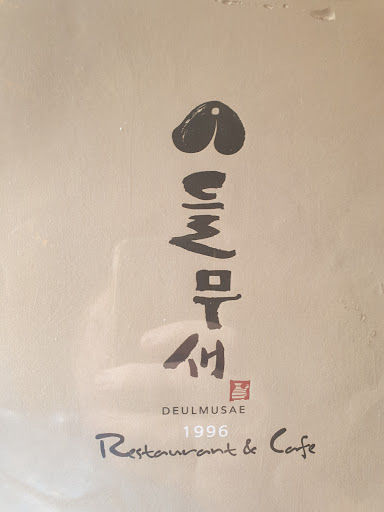 들무새
DEULMUSAE
1996
Restaurant & Cafe